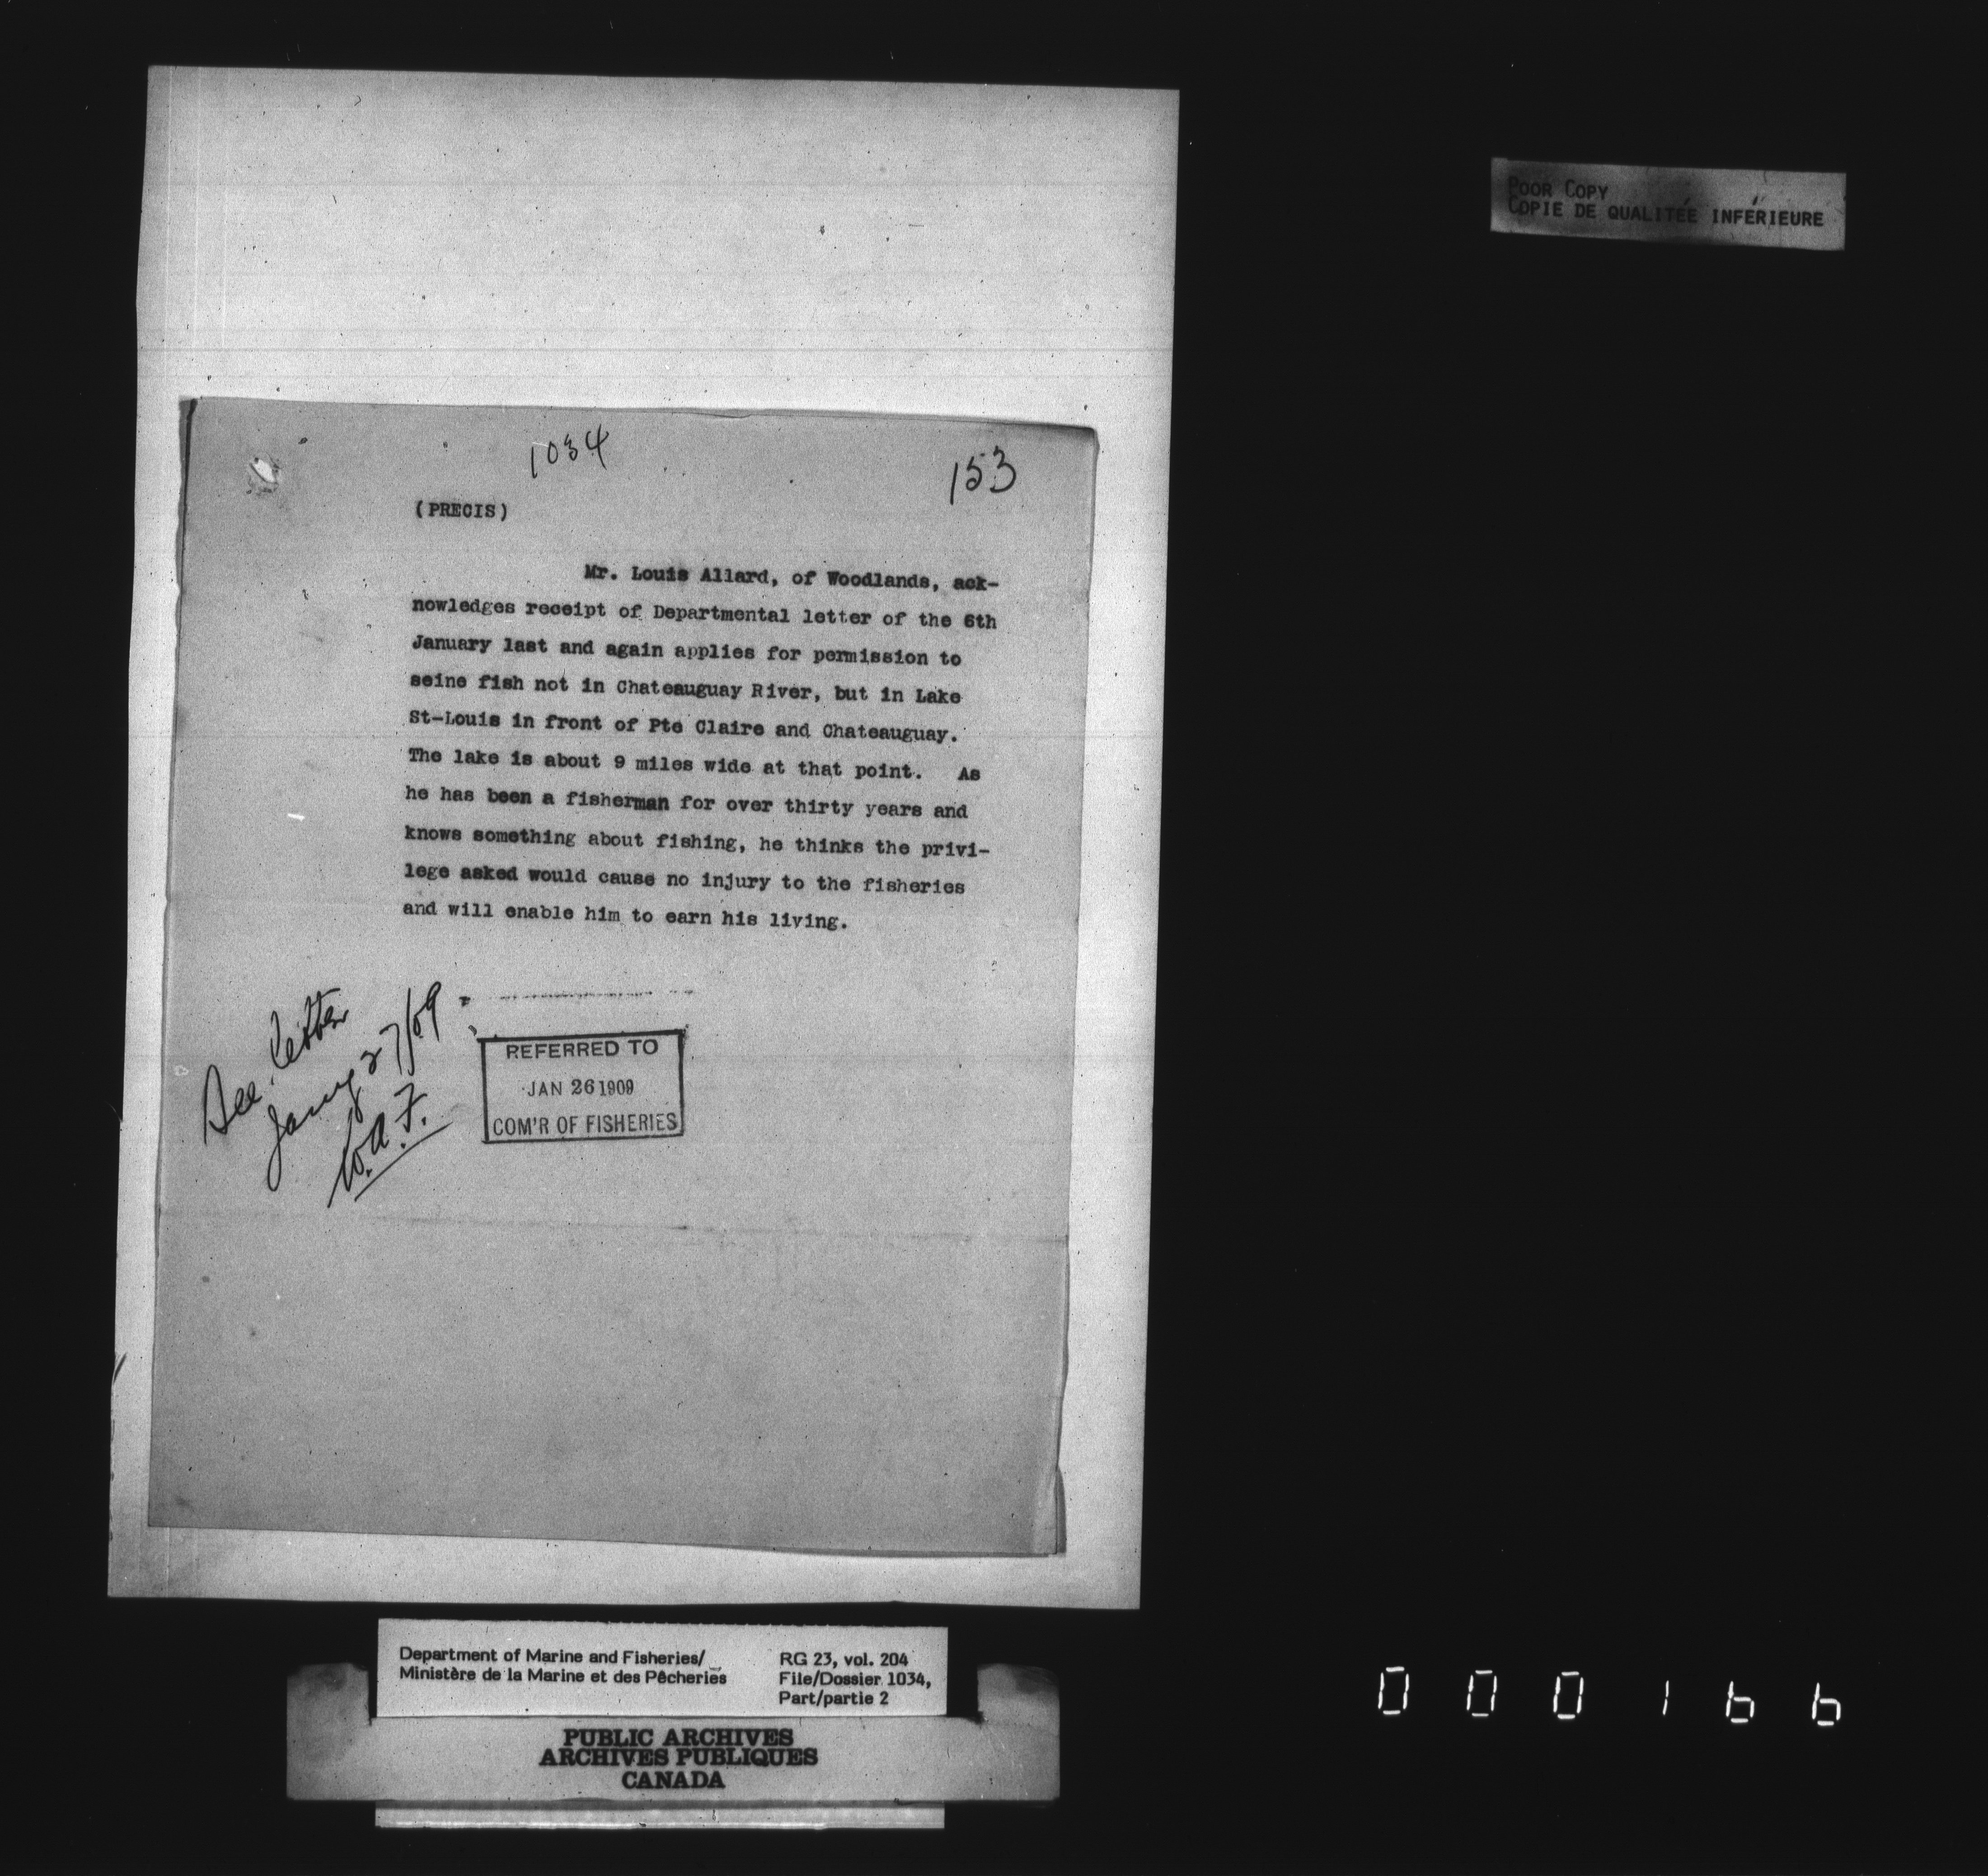 POOR COPY
COPIE DE QUALITÉE INFÉRIEURE
1034
153
(PRECIS)
Mr. Louis Allard, of Woodlands, ack-
nowledges receipt of Departmental letter of the 6th
January last and again applies for permission to
seine fish not in Chateauguay River, but in Lake
St-Louis in front of Pte Claire and Chateauguay.
The lake is about 9 miles wide at that point. As
he has been a fisherman for over thirty years and
knows something about fishing, he thinks the privi-
lege asked would cause no injury to the fisheries
and will enable him to earn his living.
See letter
Jany 27/09
W.A.F.
REFERRED TO
JAN 26 1909
COM'R OF FISHERIES
Department of Marine and Fisheries/
Ministère de la Marine et des Pêcheries
RG 23, vol. 204
File/Dossier 1034,
Part/partie 2
PUBLIC ARCHIVES
ARCHIVES PUBLIQUES
CANADA
000166